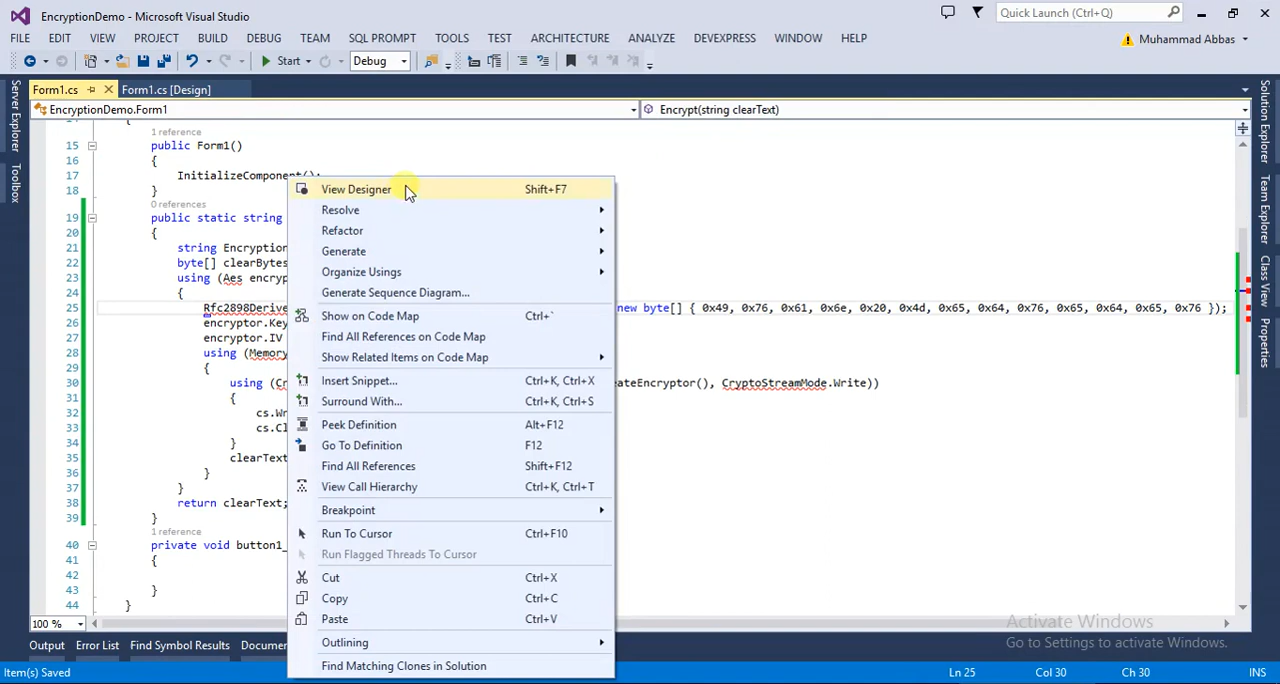 EncryptionDemo - Microsoft Visual Studio
Quick Launch (Ctrl+Q)
FILE EDIT VIEW PROJECT BUILD DEBUG TEAM SQL PROMPT TOOLS TEST ARCHITECTURE ANALYZE DEVEXPRESS WINDOW HELP
Muhammad Abbas
Start Debug
Form1.cs Form1.cs [Design]
EncryptionDemo.Form1 Encrypt(string clearText)
Server Explorer
Toolbox
Solution Explorer
Team Explorer
Class View
Properties
14 {
1 reference
15 public Form1()
16 {
17 InitializeComponent();
18 }
0 references
19 public static string
20 {
21 string Encryption
22 byte[] clearBytes
23 using (Aes encryp
24 {
25 Rfc2898Derive new byte[] { 0x49, 0x76, 0x61, 0x6e, 0x20, 0x4d, 0x65, 0x64, 0x76, 0x65, 0x64, 0x65, 0x76 });
26 encryptor.Key
27 encryptor.IV
28 using (Memory
29 {
30 using (Cr eateEncryptor(), CryptoStreamMode.Write))
31 {
32 cs.Wr
33 cs.Cl
34 }
35 clearText
36 }
37 }
38 return clearText;
39 }
1 reference
40 private void button1_
41 {
42
43 }
44 }
View Designer Shift+F7
Resolve
Refactor
Generate
Organize Usings
Generate Sequence Diagram...
Show on Code Map Ctrl+`
Find All References on Code Map
Show Related Items on Code Map
Insert Snippet... Ctrl+K, Ctrl+X
Surround With... Ctrl+K, Ctrl+S
Peek Definition Alt+F12
Go To Definition F12
Find All References Shift+F12
View Call Hierarchy Ctrl+K, Ctrl+T
Breakpoint
Run To Cursor Ctrl+F10
Run Flagged Threads To Cursor
Cut Ctrl+X
Copy Ctrl+C
Paste Ctrl+V
Outlining
Find Matching Clones in Solution
100 %
Activate Windows
Go to Settings to activate Windows.
Output Error List Find Symbol Results Documen
Item(s) Saved Ln 25 Col 30 Ch 30 INS